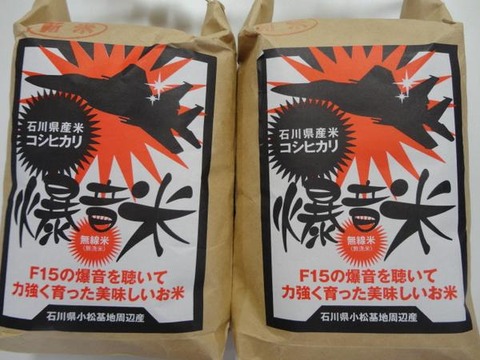 新米
石川県産米
コシヒカリ
爆音米
無線米
(無洗米)
F15の爆音を聴いて
力強く育った美味しいお米
石川県小松基地周辺産
石川県産米
コシヒカリ
爆音米
無線米
(無洗米)
F15の爆音を聴いて
力強く育った美味しいお米
石川県小松基地周辺産